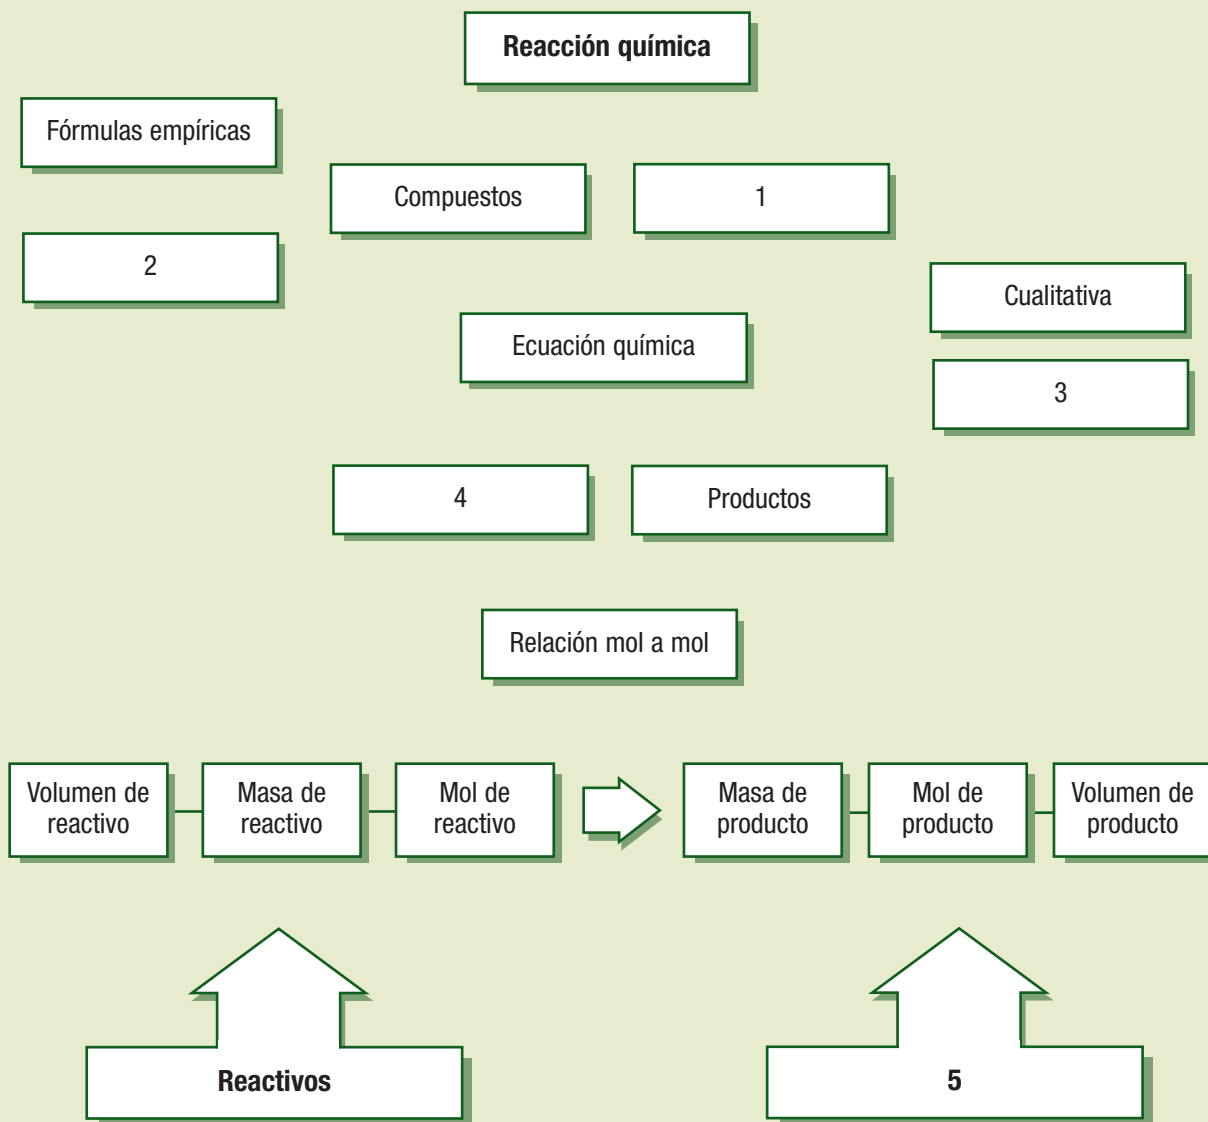 Reacción química
Fórmulas empíricas
Compuestos
1
2
Cualitativa
Ecuación química
3
4
Productos
Relación mol a mol
Volumen de
reactivo
Masa de
reactivo
Mol de
reactivo
Masa de
producto
Mol de
producto
Volumen de
producto
Reactivos
5